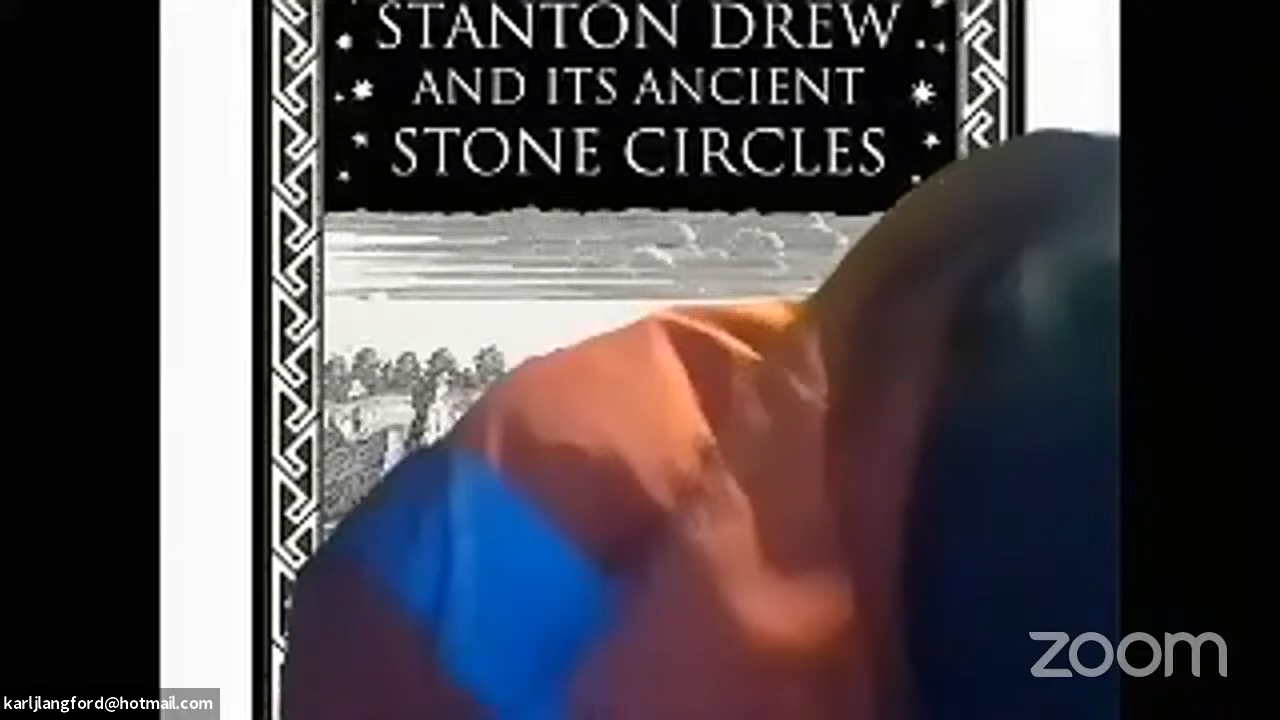 STANTON DREW
AND ITS ANCIENT
STONE CIRCLES
zoom
karljlangford@hotmail.com